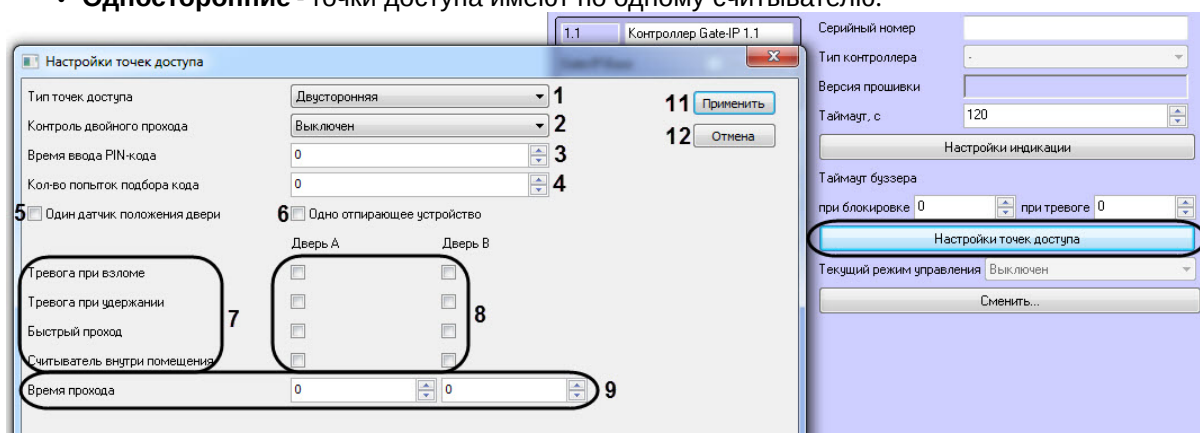 • Односторонние - точки доступа имеют по одному считывателю.
1.1 Контроллер Gate-IP 1.1
Настройки точек доступа
Тип точек доступа Двусторонняя 1
Контроль двойного прохода Выключен 2
Время ввода PIN-кода 0 3
Кол-во попыток подбора кода 0 4
11 Применить
12 Отмена
5 Один датчик положения двери 6 Одно отпирающее устройство
Дверь A Дверь B
Тревога при взломе
Тревога при удержании
Быстрый проход
Считыватель внутри помещения
7
8
Время прохода 0 0 9
Серийный номер
Тип контроллера -
Версия прошивки
Таймаут, с 120
Настройки индикации
Таймаут буззера
при блокировке 0 при тревоге 0
Настройки точек доступа
Текущий режим управления Выключен
Сменить...